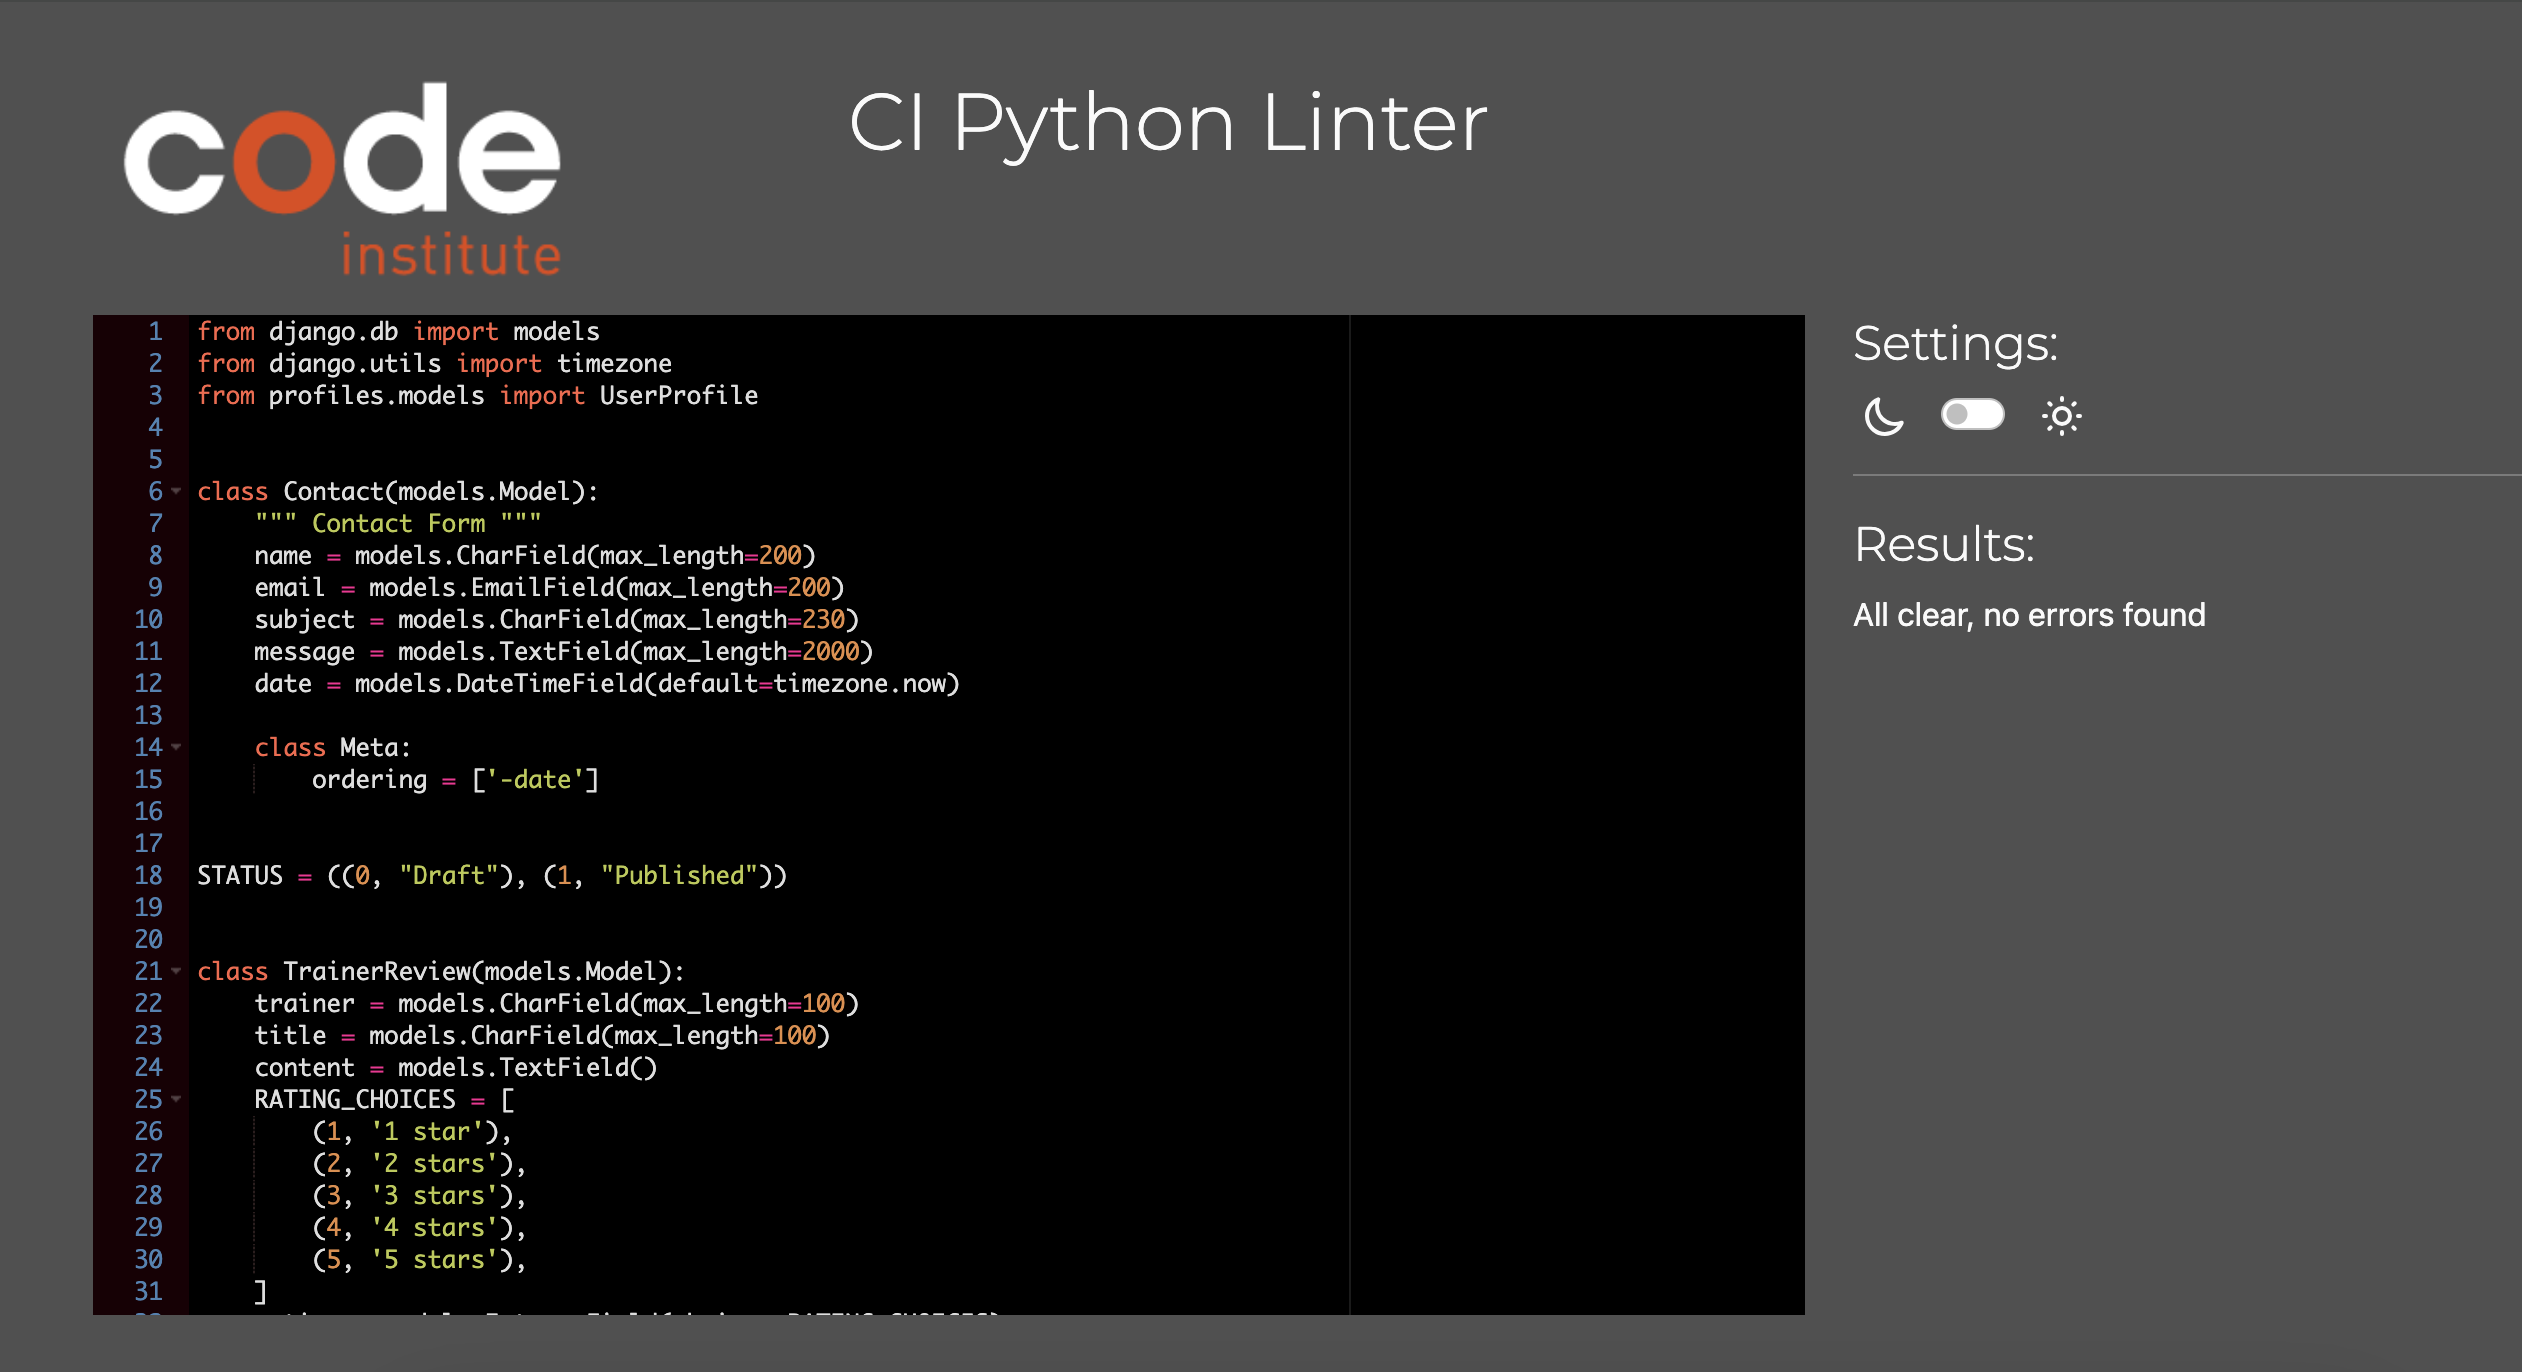 code
institute
CI Python Linter
1 from django.db import models
2 from django.utils import timezone
3 from profiles.models import UserProfile
4
5
6 class Contact(models.Model):
7     """ Contact Form """
8     name = models.CharField(max_length=200)
9     email = models.EmailField(max_length=200)
10     subject = models.CharField(max_length=230)
11     message = models.TextField(max_length=2000)
12     date = models.DateTimeField(default=timezone.now)
13
14     class Meta:
15         ordering = ['-date']
16
17
18 STATUS = ((0, "Draft"), (1, "Published"))
19
20
21 class TrainerReview(models.Model):
22     trainer = models.CharField(max_length=100)
23     title = models.CharField(max_length=100)
24     content = models.TextField()
25     RATING_CHOICES = [
26         (1, '1 star'),
27         (2, '2 stars'),
28         (3, '3 stars'),
29         (4, '4 stars'),
30         (5, '5 stars'),
31     ]
Settings:
Results:
All clear, no errors found